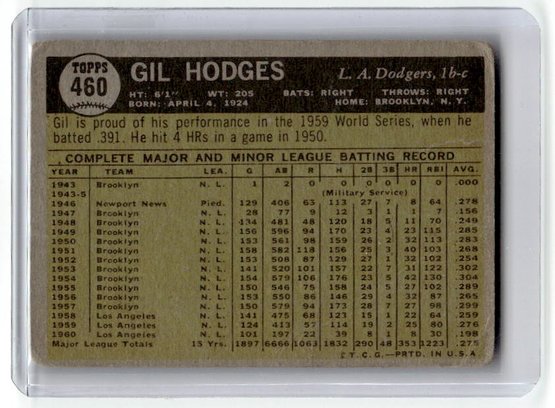 TOPPS
460
GIL HODGES
L. A. Dodgers, 1b-c
HT: 6'1" WT: 205 BATS: RIGHT THROWS: RIGHT
BORN: APRIL 4, 1924 HOME: BROOKLYN, N. Y.
Gil is proud of his performance in the 1959 World Series, when he
batted .391. He hit 4 HRs in a game in 1950.
COMPLETE MAJOR AND MINOR LEAGUE BATTING RECORD
YEAR TEAM LEA. G AB R H 2B 3B HR RBI AVG.
1943 Brooklyn N. L. 1 2 0 0 0 0 0 0 .000
1943-5 (Military Service)
1946 Newport News Pied. 129 406 63 113 27 7 8 64 .278
1947 Brooklyn N. L. 28 77 9 12 3 1 1 7 .156
1948 Brooklyn N. L. 134 481 48 120 18 5 11 70 .249
1949 Brooklyn N. L. 156 596 94 170 23 4 23 115 .285
1950 Brooklyn N. L. 153 561 98 159 26 2 32 113 .283
1951 Brooklyn N. L. 158 582 118 156 25 3 40 103 .268
1952 Brooklyn N. L. 153 508 87 129 27 1 32 102 .254
1953 Brooklyn N. L. 141 520 101 157 22 7 31 122 .302
1954 Brooklyn N. L. 154 579 106 176 23 5 42 130 .304
1955 Brooklyn N. L. 150 546 75 158 24 5 27 102 .289
1956 Brooklyn N. L. 153 550 86 146 29 4 32 87 .265
1957 Brooklyn N. L. 150 579 94 173 28 7 27 98 .299
1958 Los Angeles N. L. 141 475 68 123 15 1 22 64 .259
1959 Los Angeles N. L. 124 413 57 114 19 2 25 80 .276
1960 Los Angeles N. L. 101 197 22 39 8 1 8 30 .198
Major League Totals 15 Yrs. 1897 6666 1063 1832 290 48 353 1223 .275
© T. C. G.—PRTD. IN U.S.A.